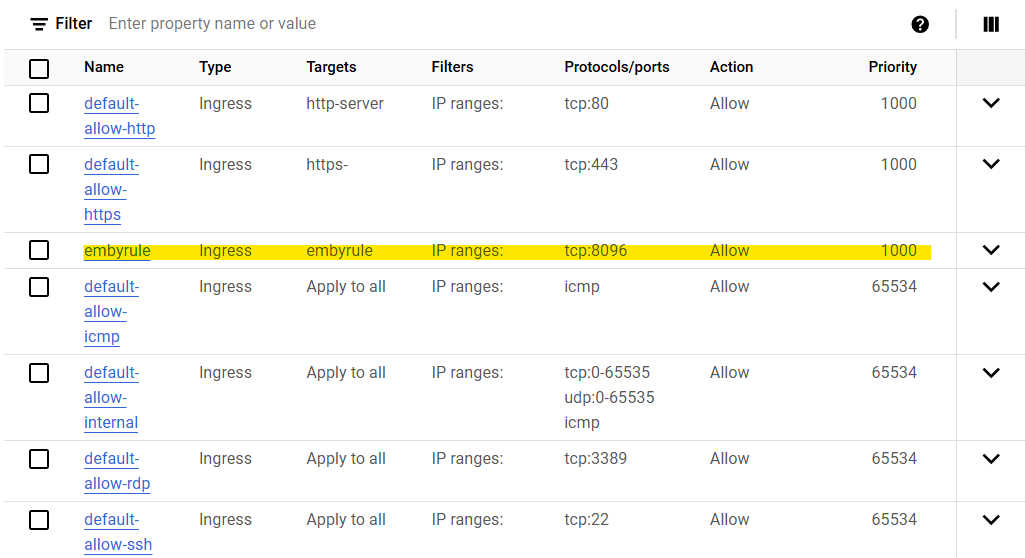 Filter Enter property name or value
Name Type Targets Filters Protocols/ports Action Priority
default- Ingress http-server IP ranges: tcp:80 Allow 1000
allow-http
default- Ingress https- IP ranges: tcp:443 Allow 1000
allow-
https
embyrule Ingress embyrule IP ranges: tcp:8096 Allow 1000
default- Ingress Apply to all IP ranges: icmp Allow 65534
allow-
icmp
default- Ingress Apply to all IP ranges: tcp:0-65535 Allow 65534
allow- udp:0-65535
internal icmp
default- Ingress Apply to all IP ranges: tcp:3389 Allow 65534
allow-rdp
default- Ingress Apply to all IP ranges: tcp:22 Allow 65534
allow-ssh